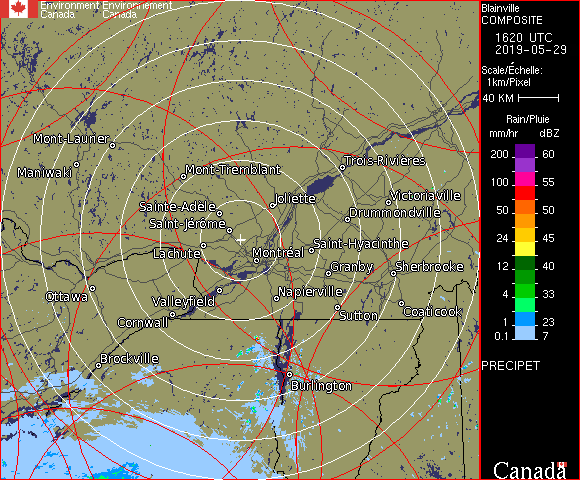 Environment Environnement
Canada Canada
Blainville
COMPOSITE
1620 UTC
2019-05-29
Scale/Échelle:
1km/Pixel
40 KM
Rain/Pluie
mm/hr dBZ
200 60
100 55
50 50
24 45
12 40
4 33
1 23
0.1 7
PRECIPET
Mont-Laurier
Maniwaki
Mont-Tremblant
Trois-Rivières
Joliette
Victoriaville
Sainte-Adèle
Drummondville
Saint-Jérôme
Lachute
Montréal
Saint-Hyacinthe
Granby
Sherbrooke
Ottawa
Valleyfield
Napierville
Cornwall
Sutton
Coaticook
Brockville
Burlington
Canada